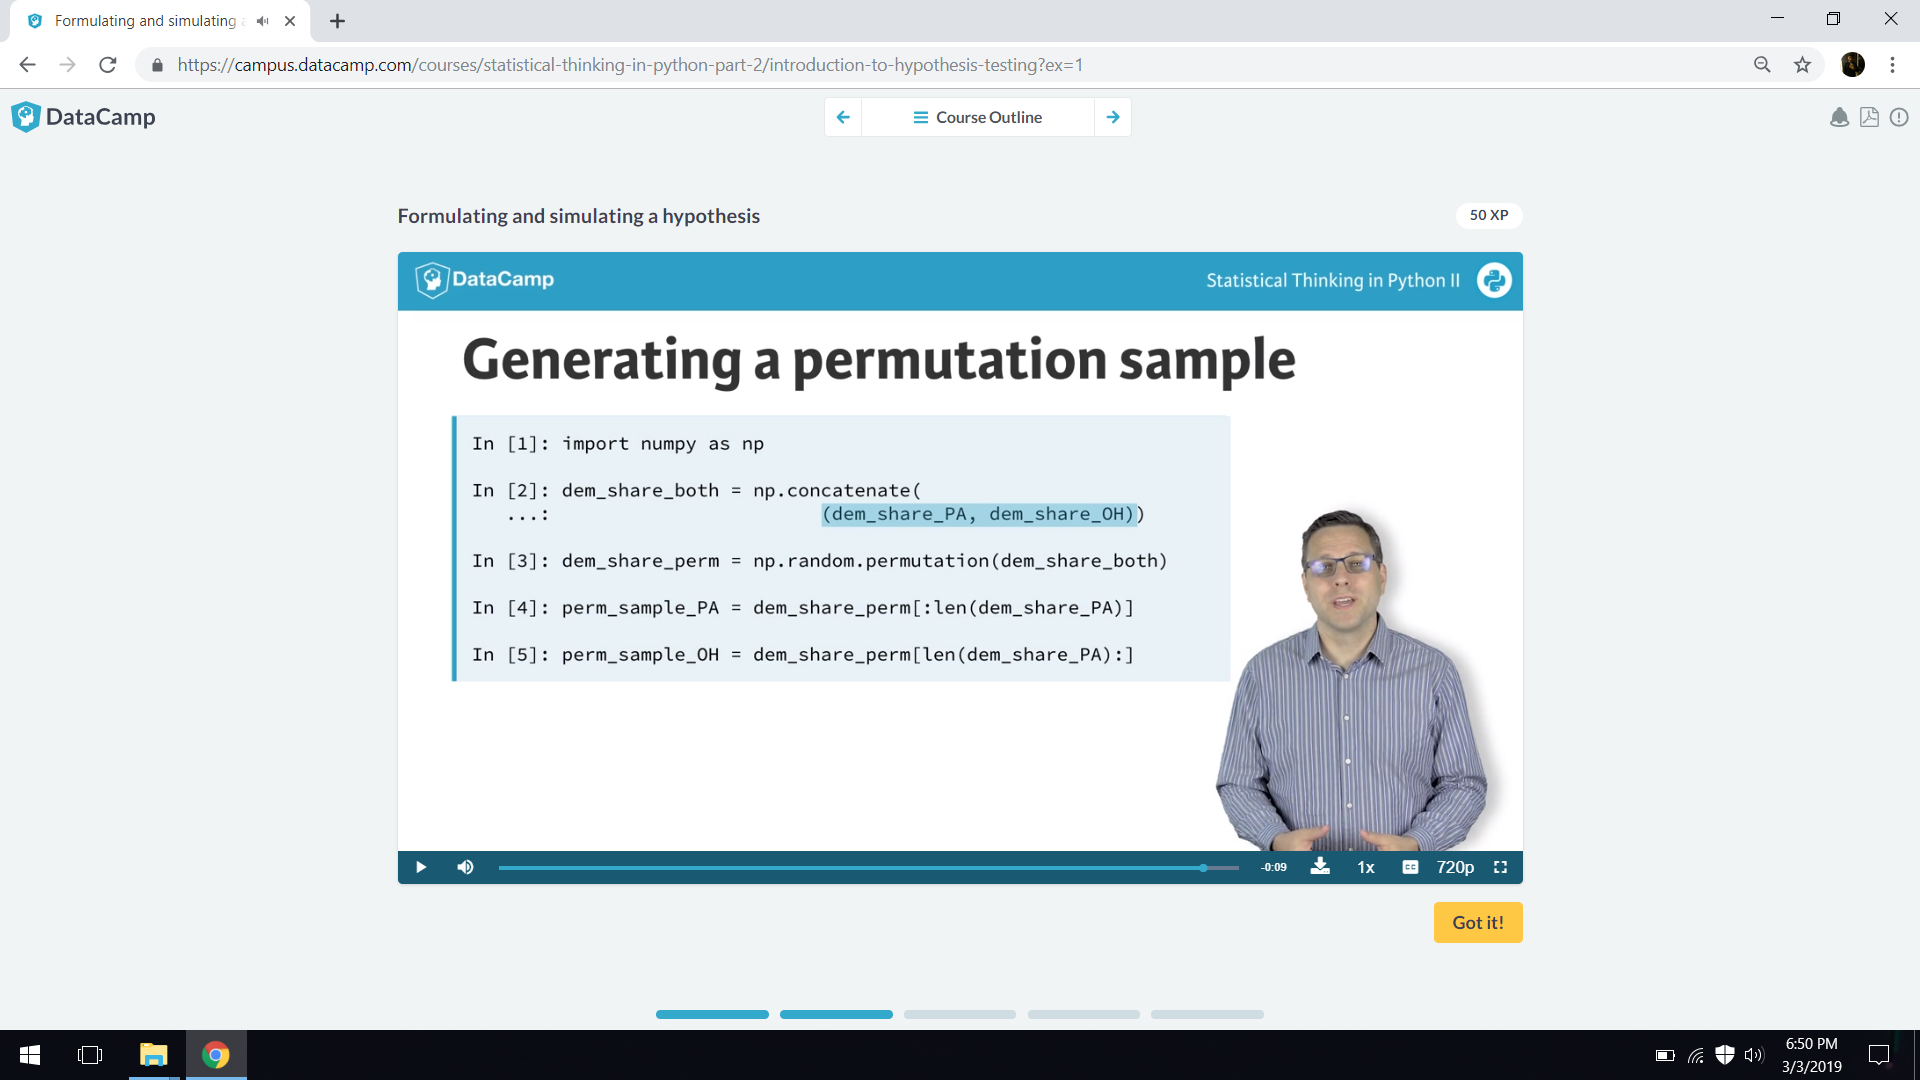 Formulating and simulating a
https://campus.datacamp.com/courses/statistical-thinking-in-python-part-2/introduction-to-hypothesis-testing?ex=1
DataCamp
Course Outline
Formulating and simulating a hypothesis
50 XP
DataCamp
Statistical Thinking in Python II
Generating a permutation sample
In [1]: import numpy as np
In [2]: dem_share_both = np.concatenate(
...: (dem_share_PA, dem_share_OH))
In [3]: dem_share_perm = np.random.permutation(dem_share_both)
In [4]: perm_sample_PA = dem_share_perm[:len(dem_share_PA)]
In [5]: perm_sample_OH = dem_share_perm[len(dem_share_PA):]
-0:09
1x
CC
720p
Got it!
6:50 PM
3/3/2019